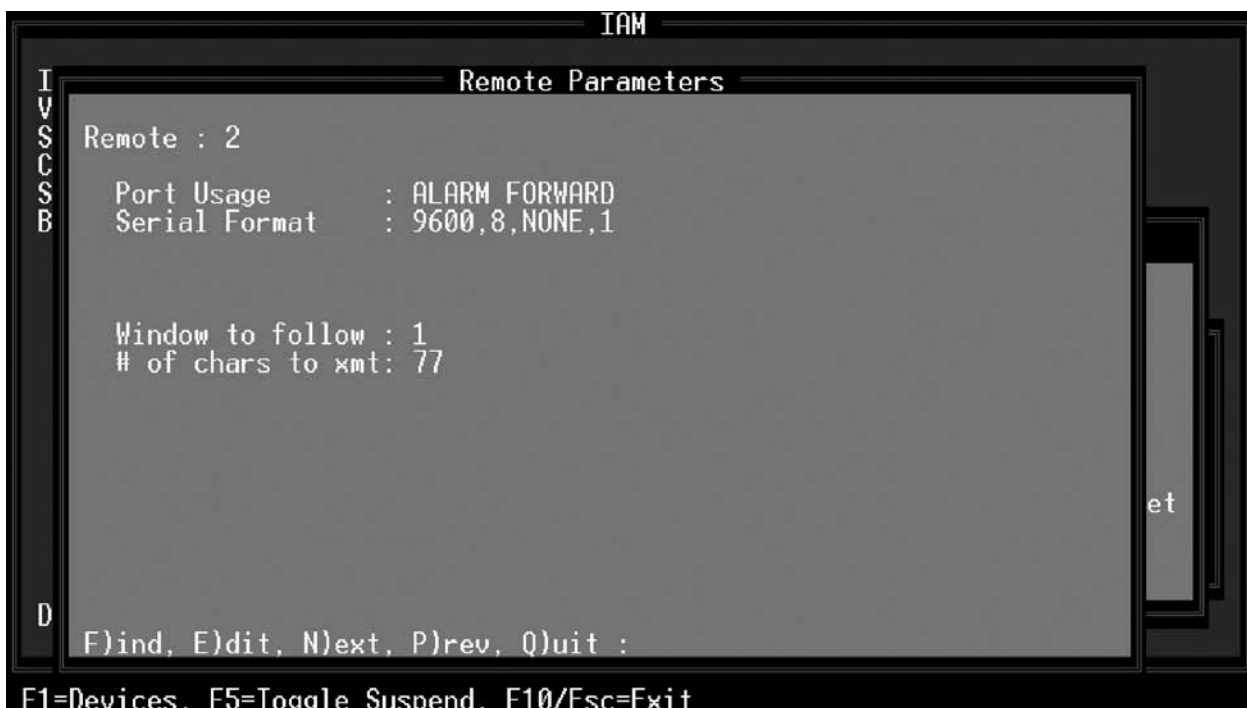 IAM
Remote Parameters
I
V
S
C
S
B
D
Remote : 2
Port Usage : ALARM FORWARD
Serial Format : 9600,8,NONE,1
Window to follow : 1
# of chars to xmt: 77
et
F)ind, E)dit, N)ext, P)rev, Q)uit :
F1=Devices, F5=Toggle Suspend, F10/Esc=Exit